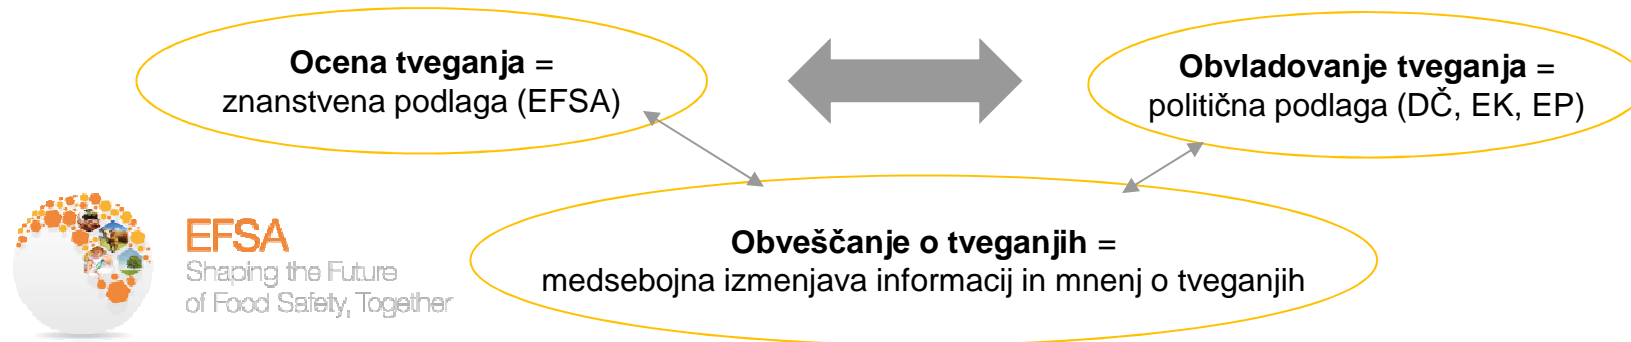 Ocena tveganja =
znanstvena podlaga (EFSA)
Obvladovanje tveganja =
politična podlaga (DČ, EK, EP)
Obveščanje o tveganjih =
medsebojna izmenjava informacij in mnenj o tveganjih
EFSA
Shaping the Future
of Food Safety, Together